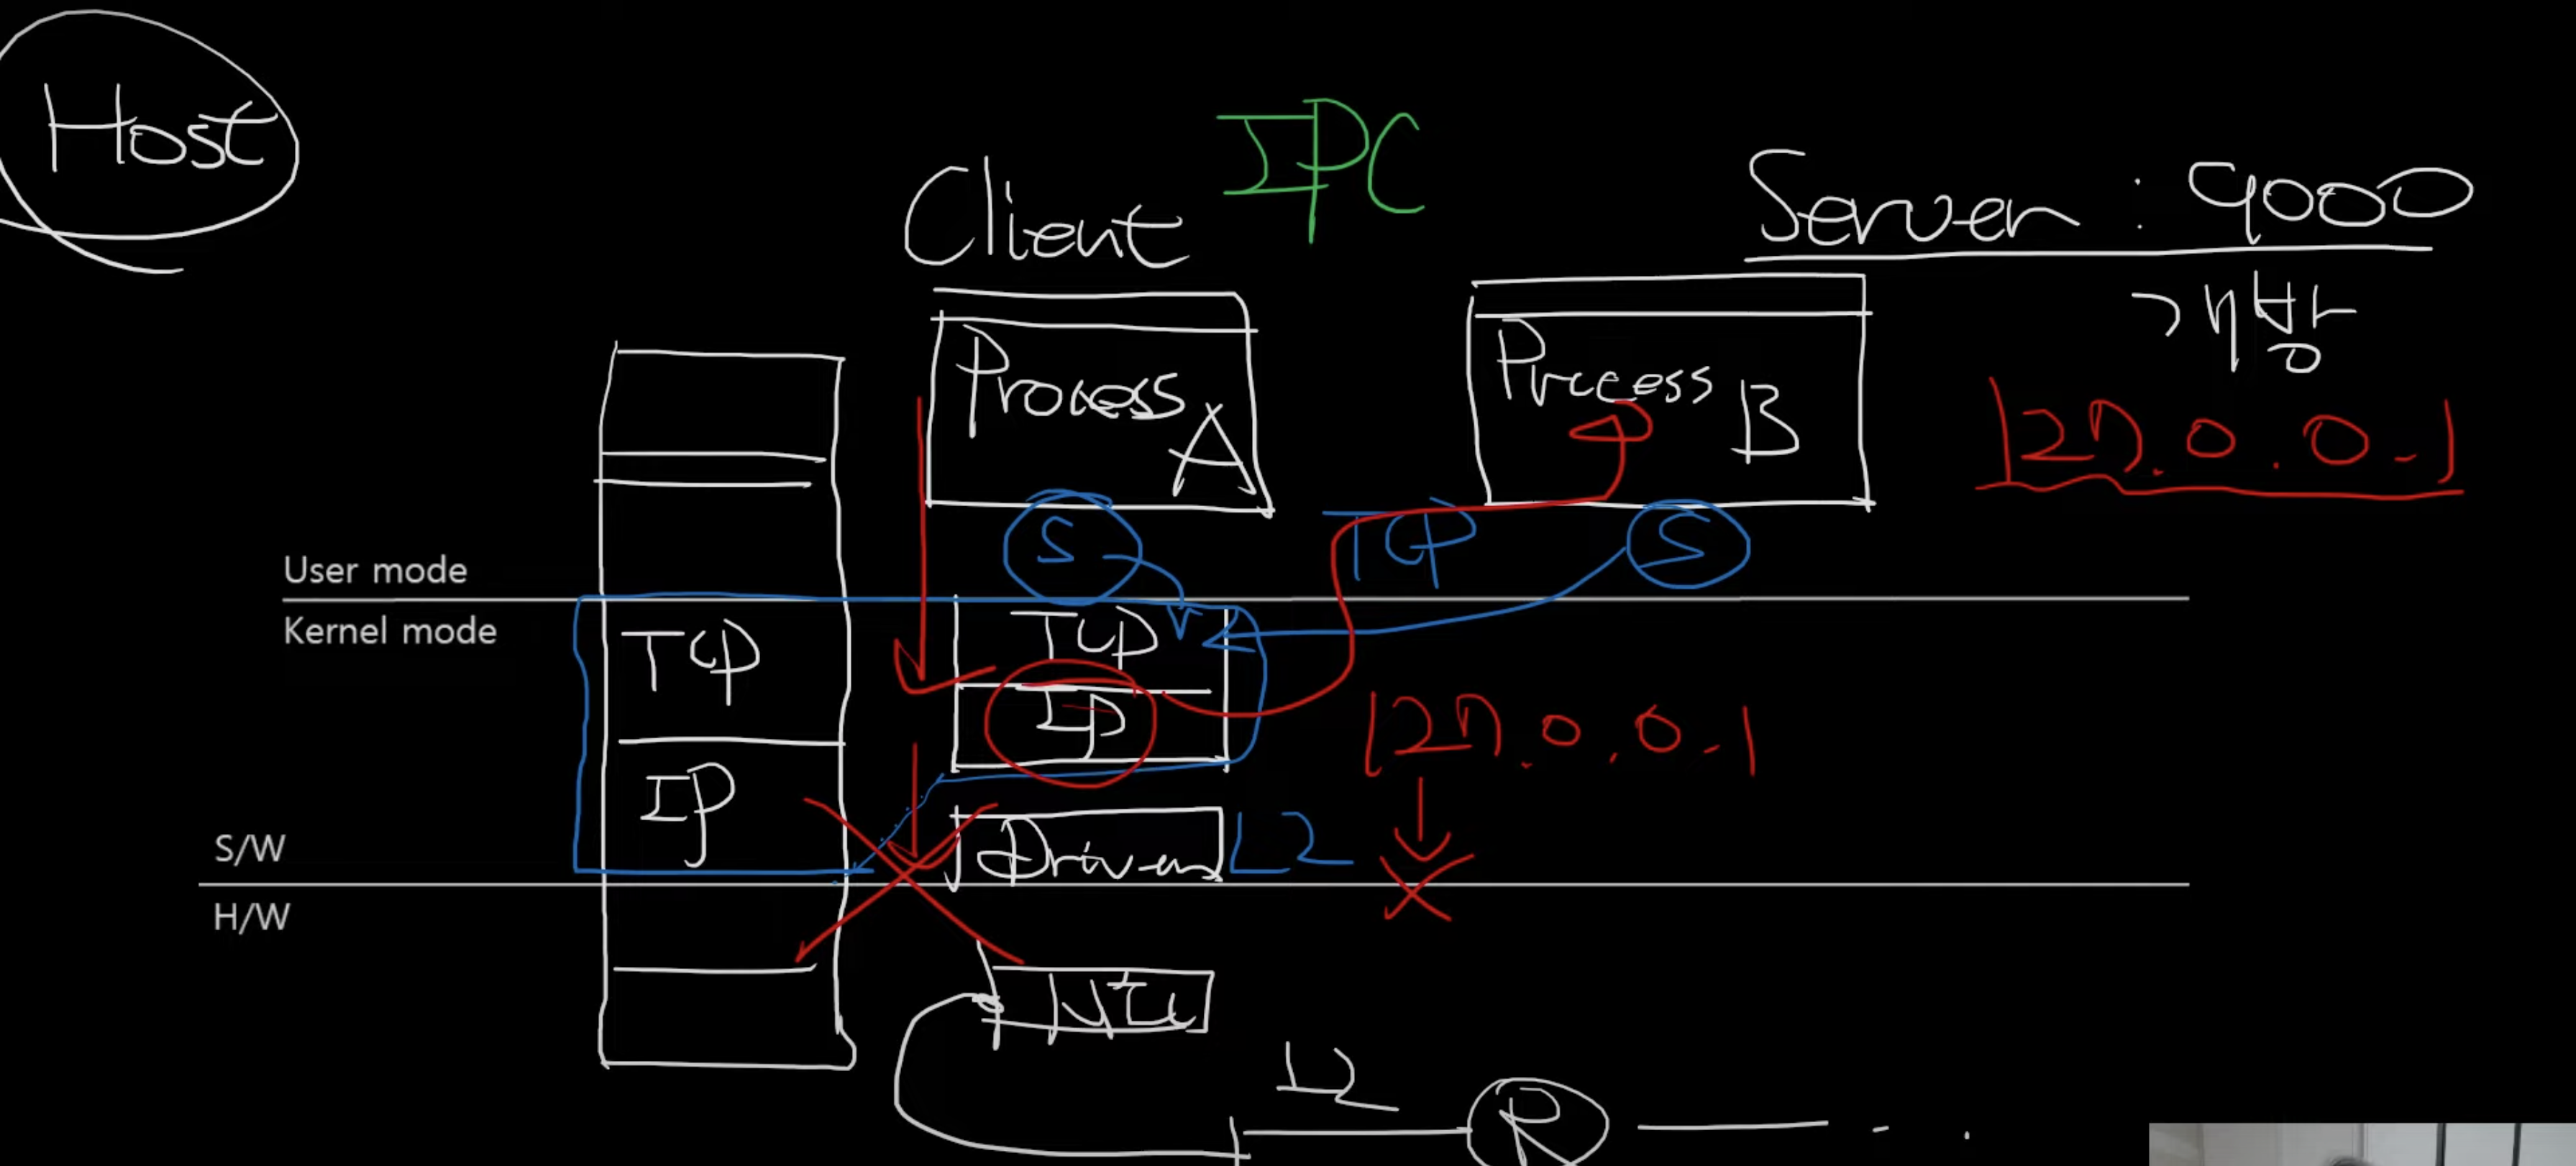 Host
IPC
Client
Server : 9000
개방
Process
A
Process
B
127.0.0.1
S
TCP
S
User mode
Kernel mode
TCP
TCP
IP
127.0.0.1
IP
Driver
L2
S/W
H/W
NIC
L2
R